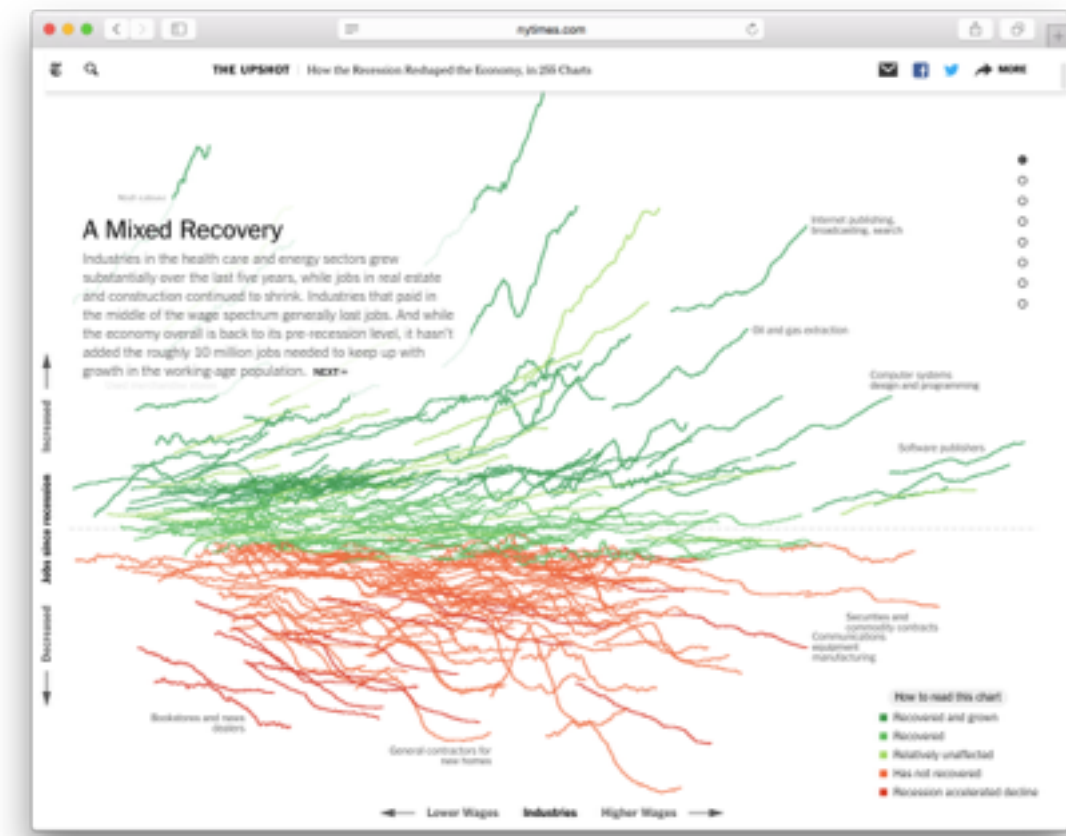 nytimes.com
THE UPSHOT | How the Recession Reshaped the Economy, in 255 Charts
MORE
A Mixed Recovery
Industries in the health care and energy sectors grew
substantially over the last five years, while jobs in real estate
and construction continued to shrink. Industries that paid in
the middle of the wage spectrum generally lost jobs. And while
the economy overall is back to its pre-recession level, it hasn't
added the roughly 10 million jobs needed to keep up with
growth in the working-age population. NEXT
Internet publishing,
broadcasting, search
Oil and gas extraction
Computer systems
design and programming
Software publishers
Increased
Jobs since recession
Decreased
Securities and
commodity contracts
Communications
equipment
manufacturing
Bookstores and news
dealers
General contractors for
new homes
How to read this chart
Recovered and grown
Recovered
Relatively unaffected
Has not recovered
Recession accelerated decline
Lower Wages Industries Higher Wages